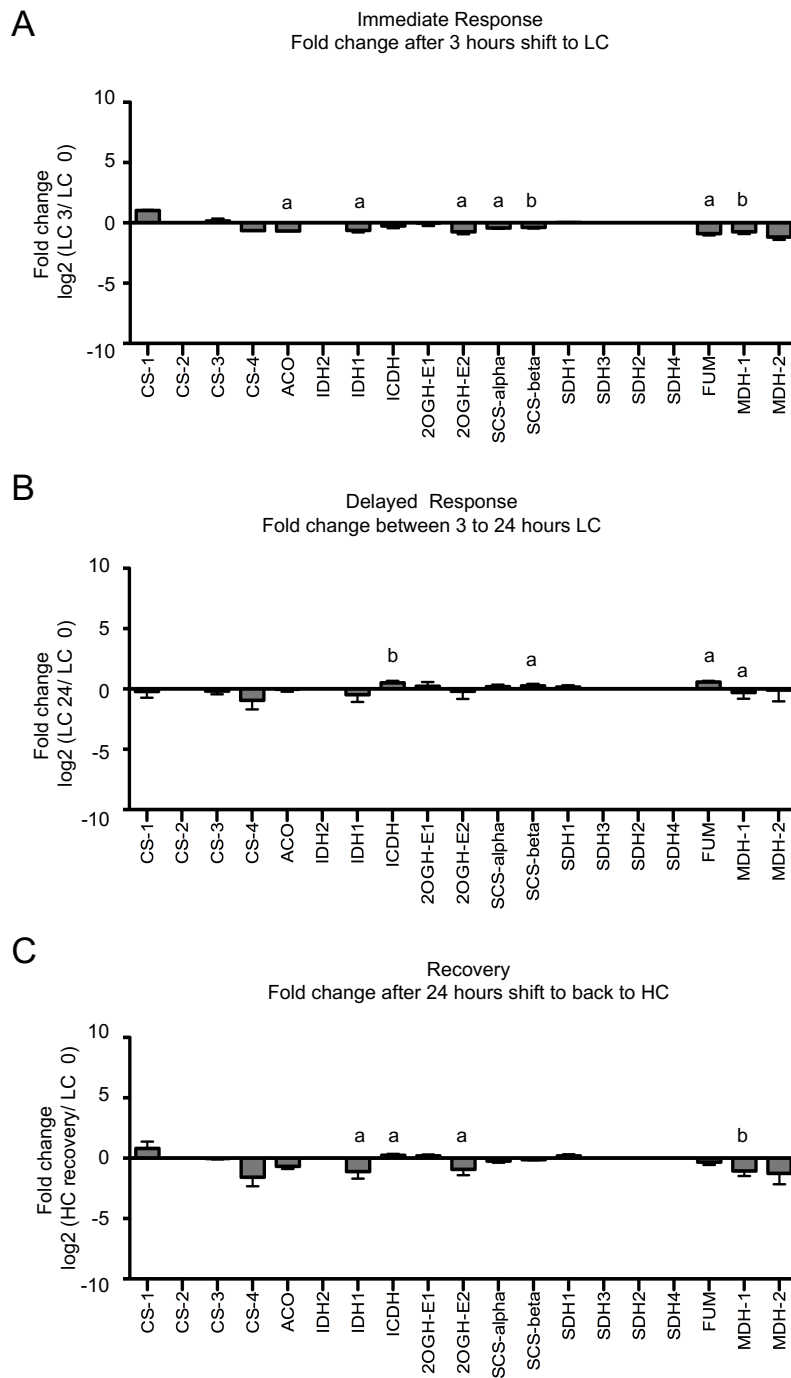 A
Immediate Response
Fold change after 3 hours shift to LC
Fold change
log2 (LC 3/ LC 0)
10
5
0
-5
-10
a
a
a
a
b
a
b
CS-1
CS-2
CS-3
CS-4
ACO
IDH2
IDH1
ICDH
2OGH-E1
2OGH-E2
SCS-alpha
SCS-beta
SDH1
SDH3
SDH2
SDH4
FUM
MDH-1
MDH-2
B
Delayed Response
Fold change between 3 to 24 hours LC
Fold change
log2 (LC 24/ LC 0)
10
5
0
-5
-10
b
a
a
a
CS-1
CS-2
CS-3
CS-4
ACO
IDH2
IDH1
ICDH
2OGH-E1
2OGH-E2
SCS-alpha
SCS-beta
SDH1
SDH3
SDH2
SDH4
FUM
MDH-1
MDH-2
C
Recovery
Fold change after 24 hours shift to back to HC
Fold change
log2 (HC recovery/ LC 0)
10
5
0
-5
-10
a
a
a
b
CS-1
CS-2
CS-3
CS-4
ACO
IDH2
IDH1
ICDH
2OGH-E1
2OGH-E2
SCS-alpha
SCS-beta
SDH1
SDH3
SDH2
SDH4
FUM
MDH-1
MDH-2